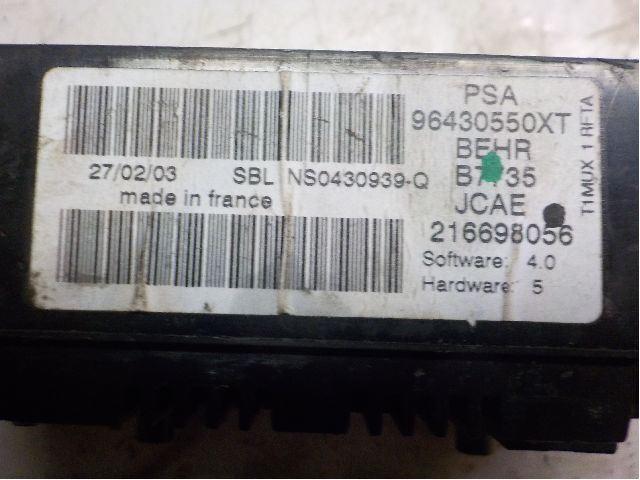 PSA
96430550XT
BEHR
27/02/03 SBL NS0430939-Q
made in france
JCAE
216698056
Software: 4.0
Hardware: 5
T1MUX 1 RFTA